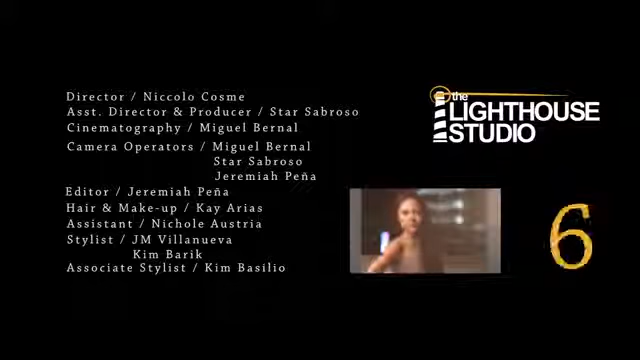 Director / Niccolo Cosme
Asst. Director & Producer / Star Sabroso
Cinematography / Miguel Bernal
Camera Operators / Miguel Bernal
Star Sabroso
Jeremiah Peña
Editor / Jeremiah Peña
Hair & Make-up / Kay Arias
Assistant / Nichole Austria
Stylist / JM Villanueva
Kim Barik
Associate Stylist / Kim Basilio
the
LIGHTHOUSE
STUDIO
6